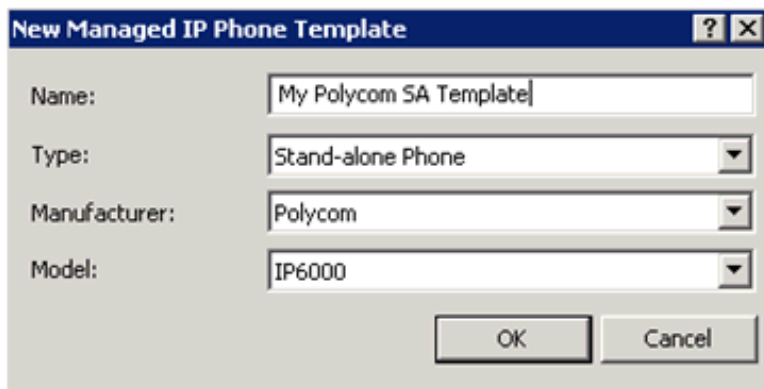 New Managed IP Phone Template
Name: My Polycom SA Template
Type: Stand-alone Phone
Manufacturer: Polycom
Model: IP6000
OK Cancel